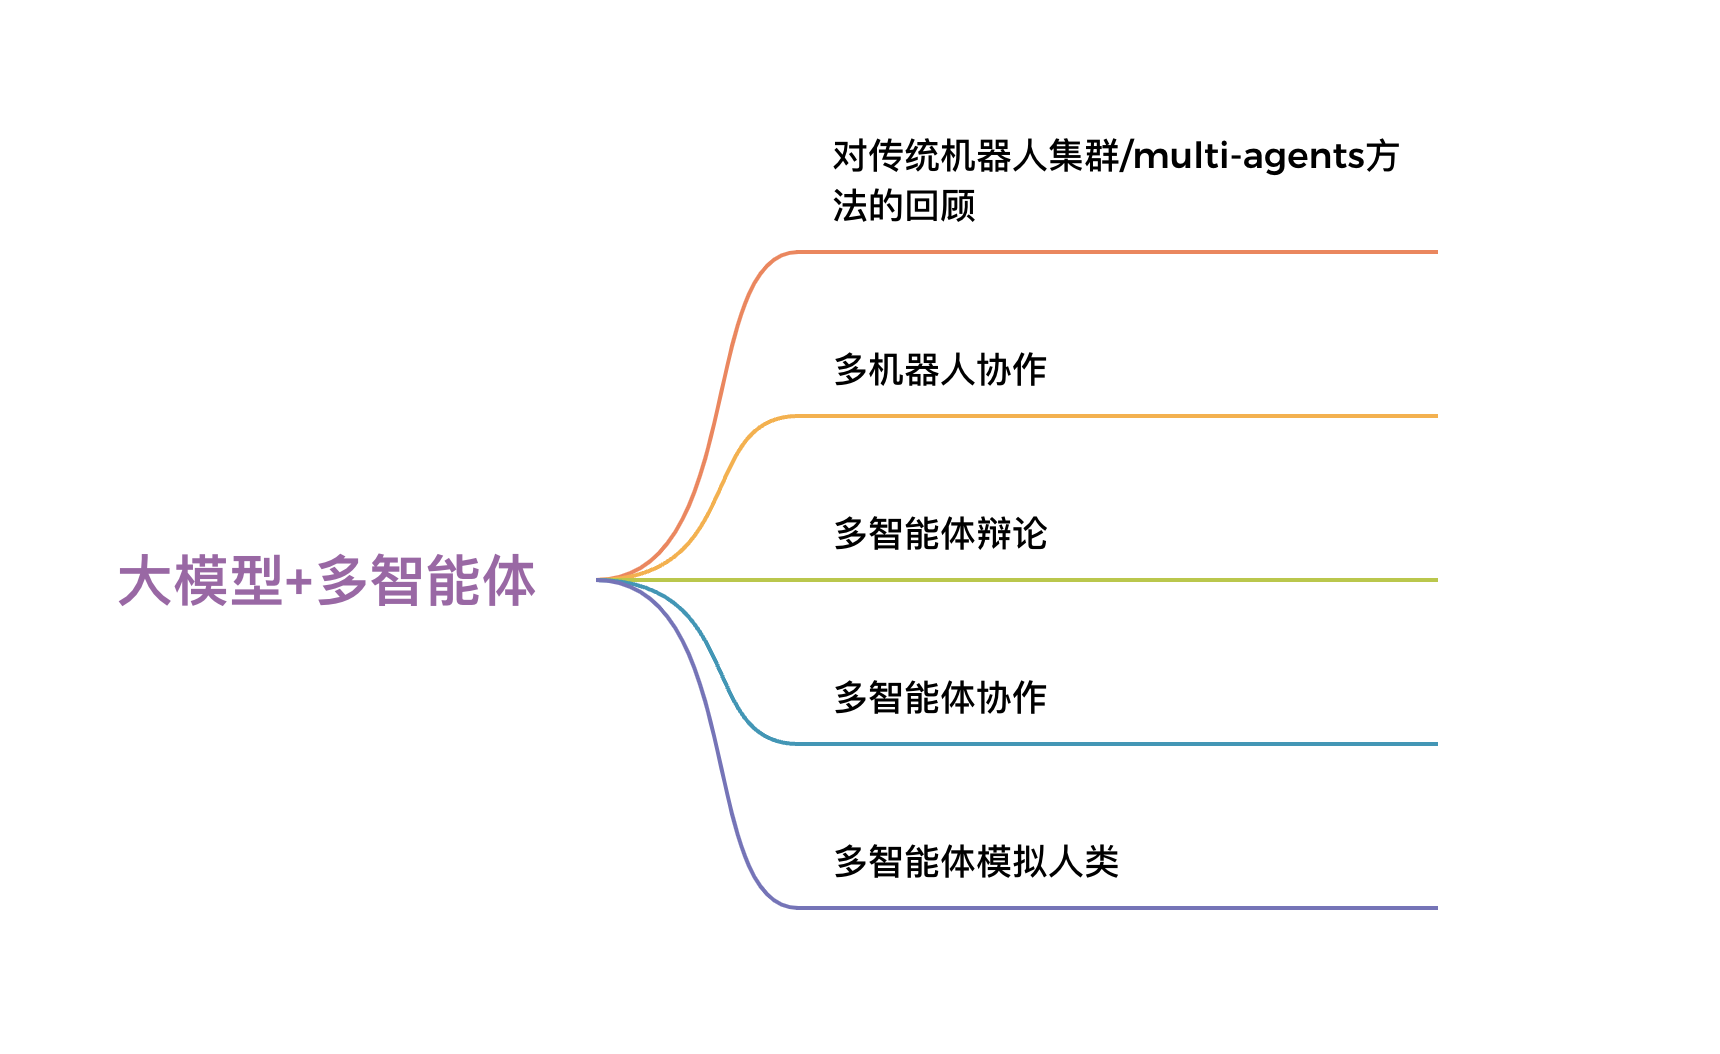 对传统机器人集群/multi-agents方
法的回顾
多机器人协作
多智能体辩论
大模型+多智能体
多智能体协作
多智能体模拟人类